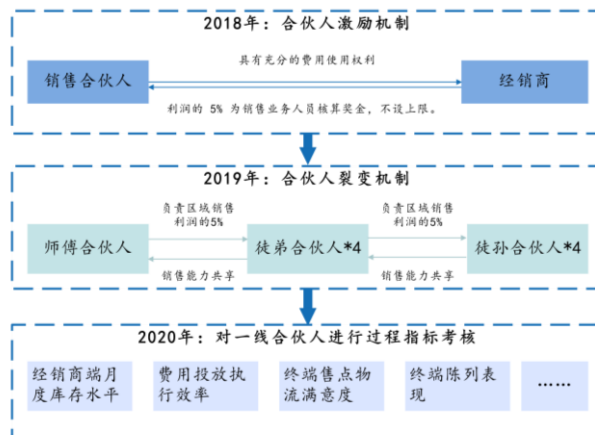 2018年：合伙人激励机制
具有充分的费用使用权利
销售合伙人
经销商
利润的 5% 为销售业务人员核算奖金，不设上限。
2019年：合伙人裂变机制
负责区域销售
利润的5%
负责区域销售
利润的5%
师傅合伙人
徒弟合伙人*4
徒孙合伙人*4
销售能力共享
销售能力共享
2020年：对一线合伙人进行过程指标考核
经销商端月
度库存水平
费用投放执
行效率
终端售点物
流满意度
终端陈列表
现
……